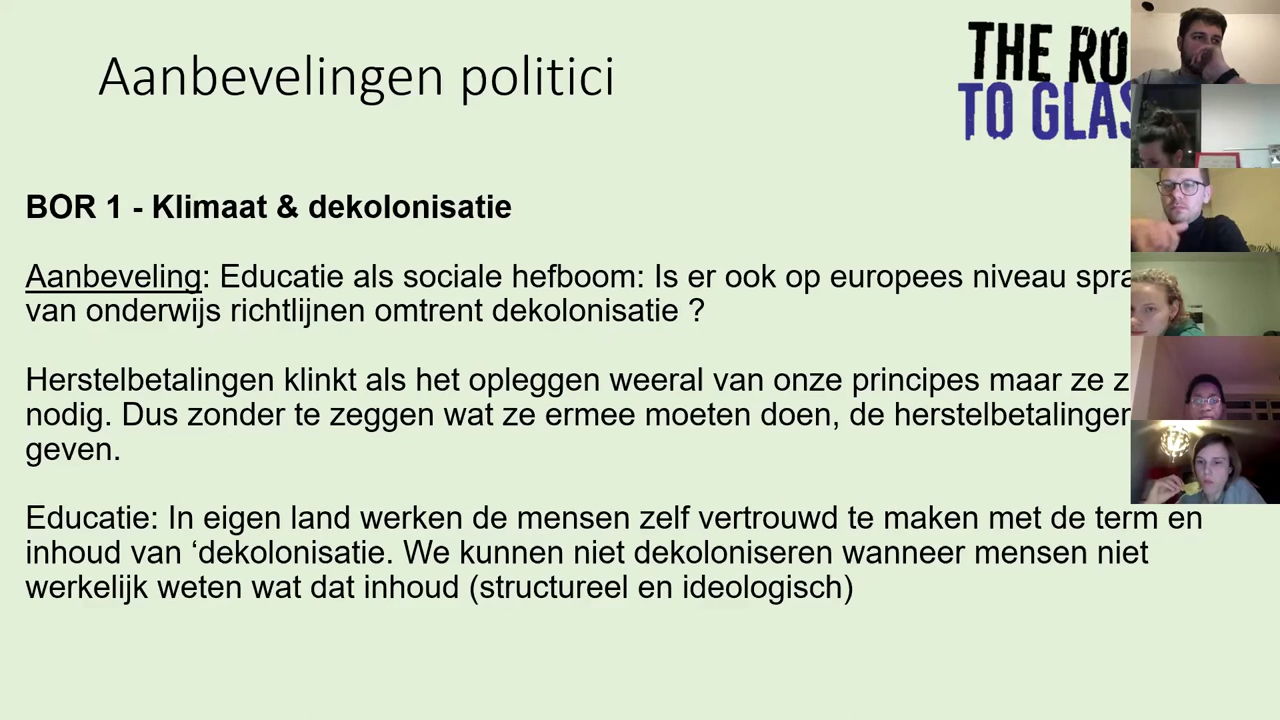 Aanbevelingen politici
THE RO
TO GLAS
BOR 1 - Klimaat & dekolonisatie
Aanbeveling: Educatie als sociale hefboom: Is er ook op europees niveau
van onderwijs richtlijnen omtrent dekolonisatie ?
Herstelbetalingen klinkt als het opleggen weeral van onze principes maar ze
nodig. Dus zonder te zeggen wat ze ermee moeten doen, de
geven.
Educatie: In eigen land werken de mensen zelf vertrouwd te maken met de term en
inhoud van ‘dekolonisatie. We kunnen niet dekoloniseren wanneer mensen niet
werkelijk weten wat dat inhoud (structureel en ideologisch)